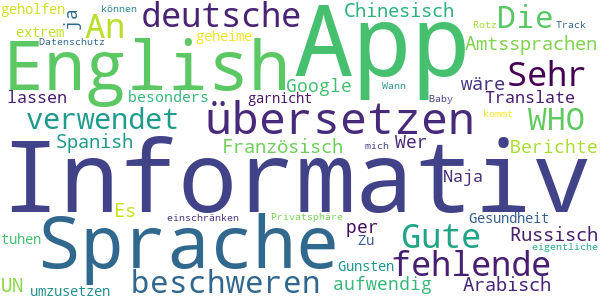 geholfen
ja
An
deutsche
Chinesisch
können
Die
Rotz
Track
extrem
Datenschutz
geheime
English
App
Amtssprachen
Google
wäre
Sehr
lassen
besonders
garnicht
Wann
Translate
verwendet
übersetzen
Baby
kommt
WHO
Spanish
Französisch
mich
Wer
Berichte
Informativ
Naja
Es
einschränken
Privatsphäre
Gesundheit
Sprache
per
Zu
Gute
Russisch
tuhen
fehlende
eigentliche
UN
umzusetzen
beschweren
Gunsten
aufwendig
Arabisch